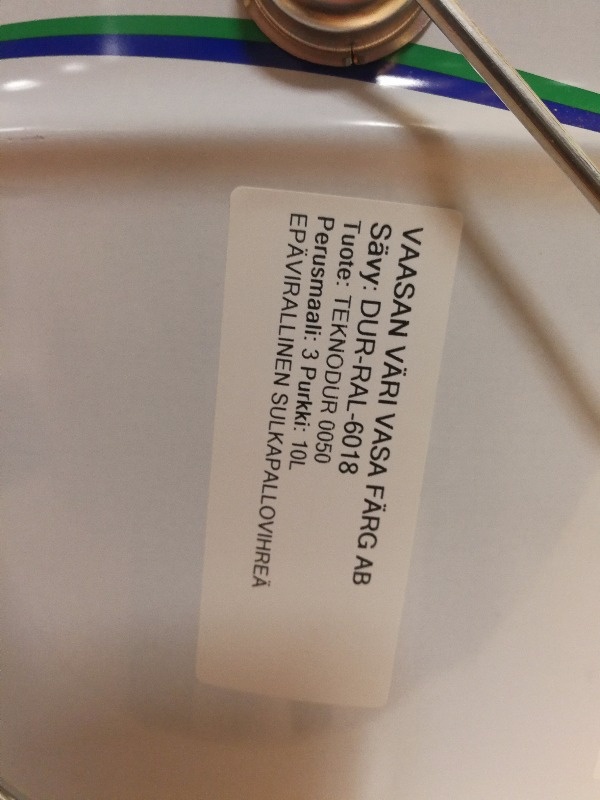 VAASAN VÄRI VASA FÄRG AB
Sävy: DUR-RAL-6018
Tuote: TEKNODUR 0050
Perusmaali: 3 Purkki: 10L
EPÄVIRALLINEN SULKAPALLOVIHREÄ